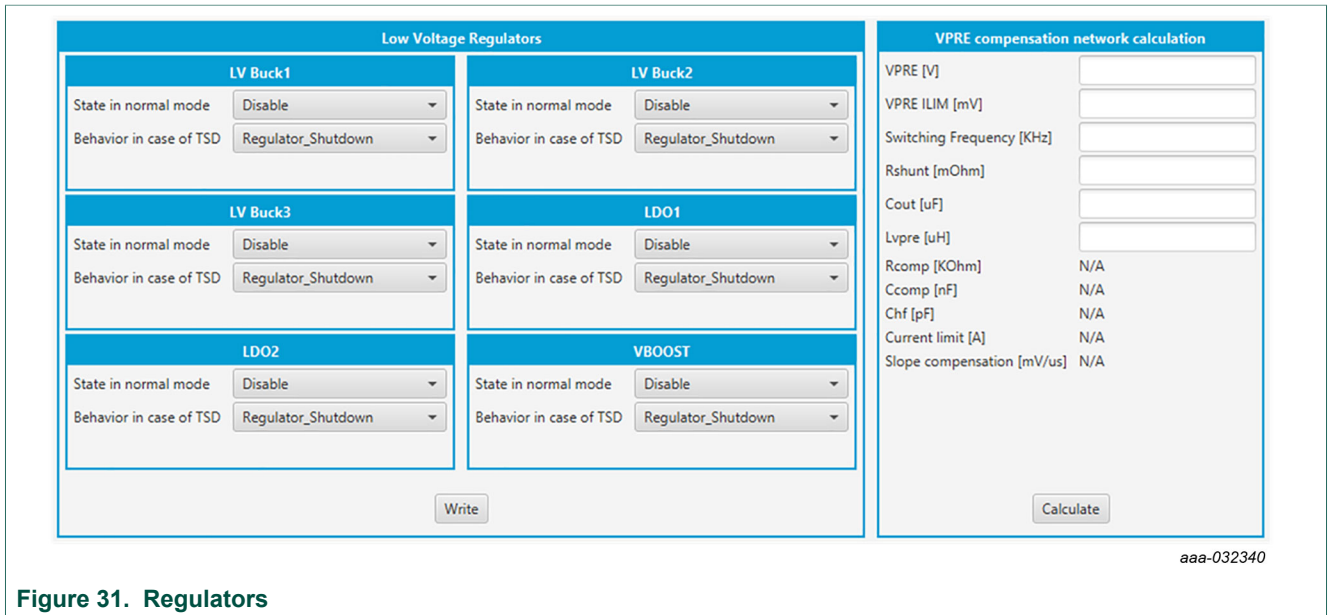 Low Voltage Regulators
LV Buck1
State in normal mode Disable
Behavior in case of TSD Regulator_Shutdown
LV Buck2
State in normal mode Disable
Behavior in case of TSD Regulator_Shutdown
LV Buck3
State in normal mode Disable
Behavior in case of TSD Regulator_Shutdown
LDO1
State in normal mode Disable
Behavior in case of TSD Regulator_Shutdown
LDO2
State in normal mode Disable
Behavior in case of TSD Regulator_Shutdown
VBOOST
State in normal mode Disable
Behavior in case of TSD Regulator_Shutdown
Write
VPRE compensation network calculation
VPRE [V]
VPRE ILIM [mV]
Switching Frequency [KHz]
Rshunt [mOhm]
Cout [uF]
Lvpre [uH]
Rcomp [KOhm] N/A
Ccomp [nF] N/A
Chf [pF] N/A
Current limit [A] N/A
Slope compensation [mV/us] N/A
Calculate
aaa-032340
Figure 31. Regulators